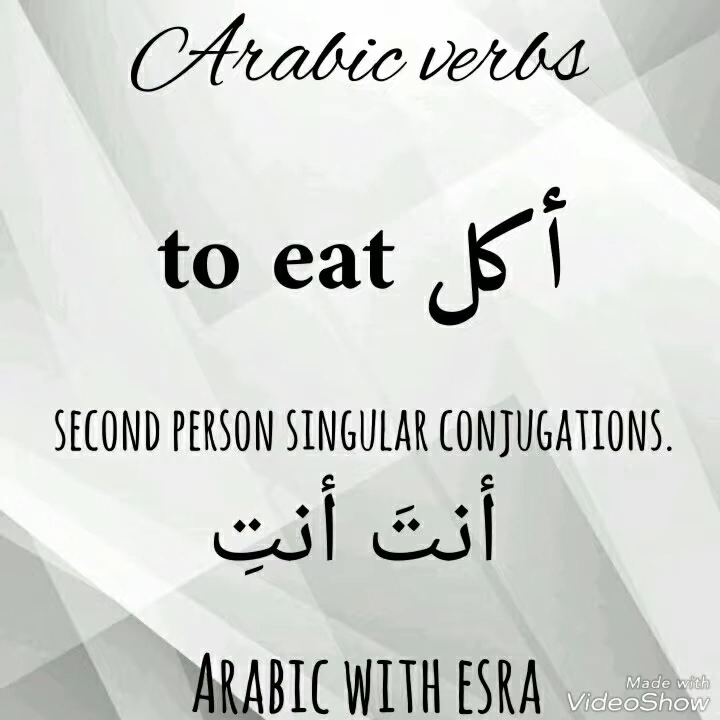 Arabic verbs
to eat أكل
SECOND PERSON SINGULAR CONJUGATIONS.
أنتَ أنتِ
ARABIC WITH ESRA
Made with
VideoShow